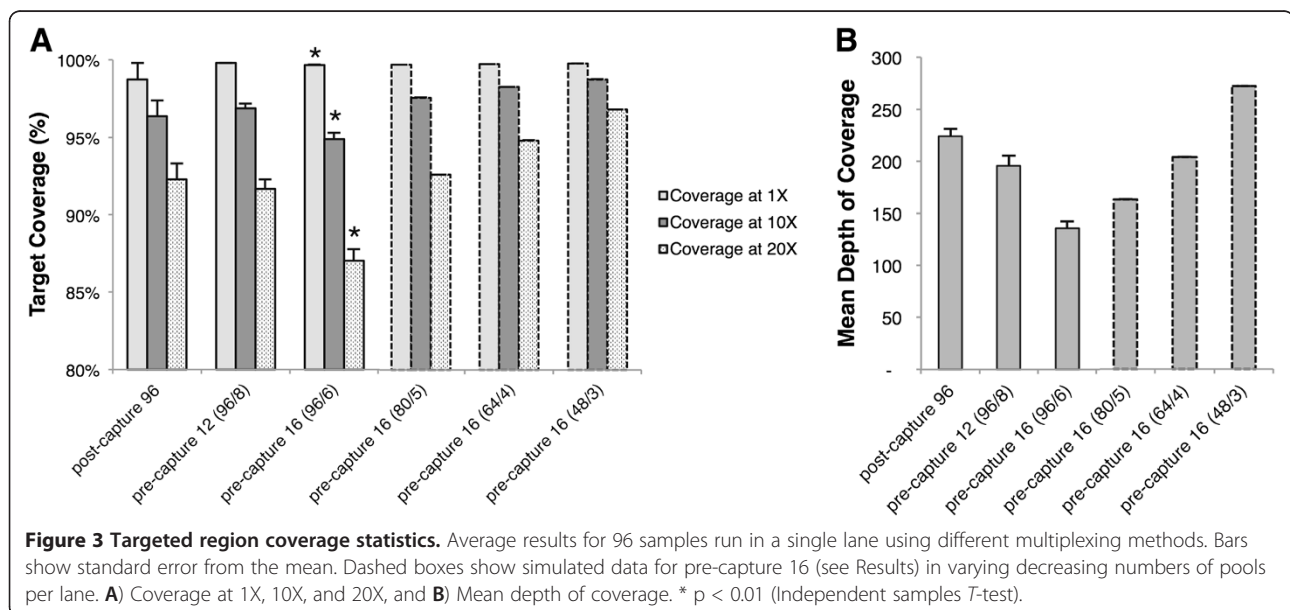 A
Target Coverage (%)
100%
95%
90%
85%
80%
*
*
*
post-capture 96
pre-capture 12 (96/8)
pre-capture 16 (96/6)
pre-capture 16 (80/5)
pre-capture 16 (64/4)
pre-capture 16 (48/3)
Coverage at 1X
Coverage at 10X
Coverage at 20X
B
Mean Depth of Coverage
300
250
200
150
100
50
-
post-capture 96
pre-capture 12 (96/8)
pre-capture 16 (96/6)
pre-capture 16 (80/5)
pre-capture 16 (64/4)
pre-capture 16 (48/3)
Figure 3 Targeted region coverage statistics. Average results for 96 samples run in a single lane using different multiplexing methods. Bars
show standard error from the mean. Dashed boxes show simulated data for pre-capture 16 (see Results) in varying decreasing numbers of pools
per lane. A) Coverage at 1X, 10X, and 20X, and B) Mean depth of coverage. * p < 0.01 (Independent samples T-test).